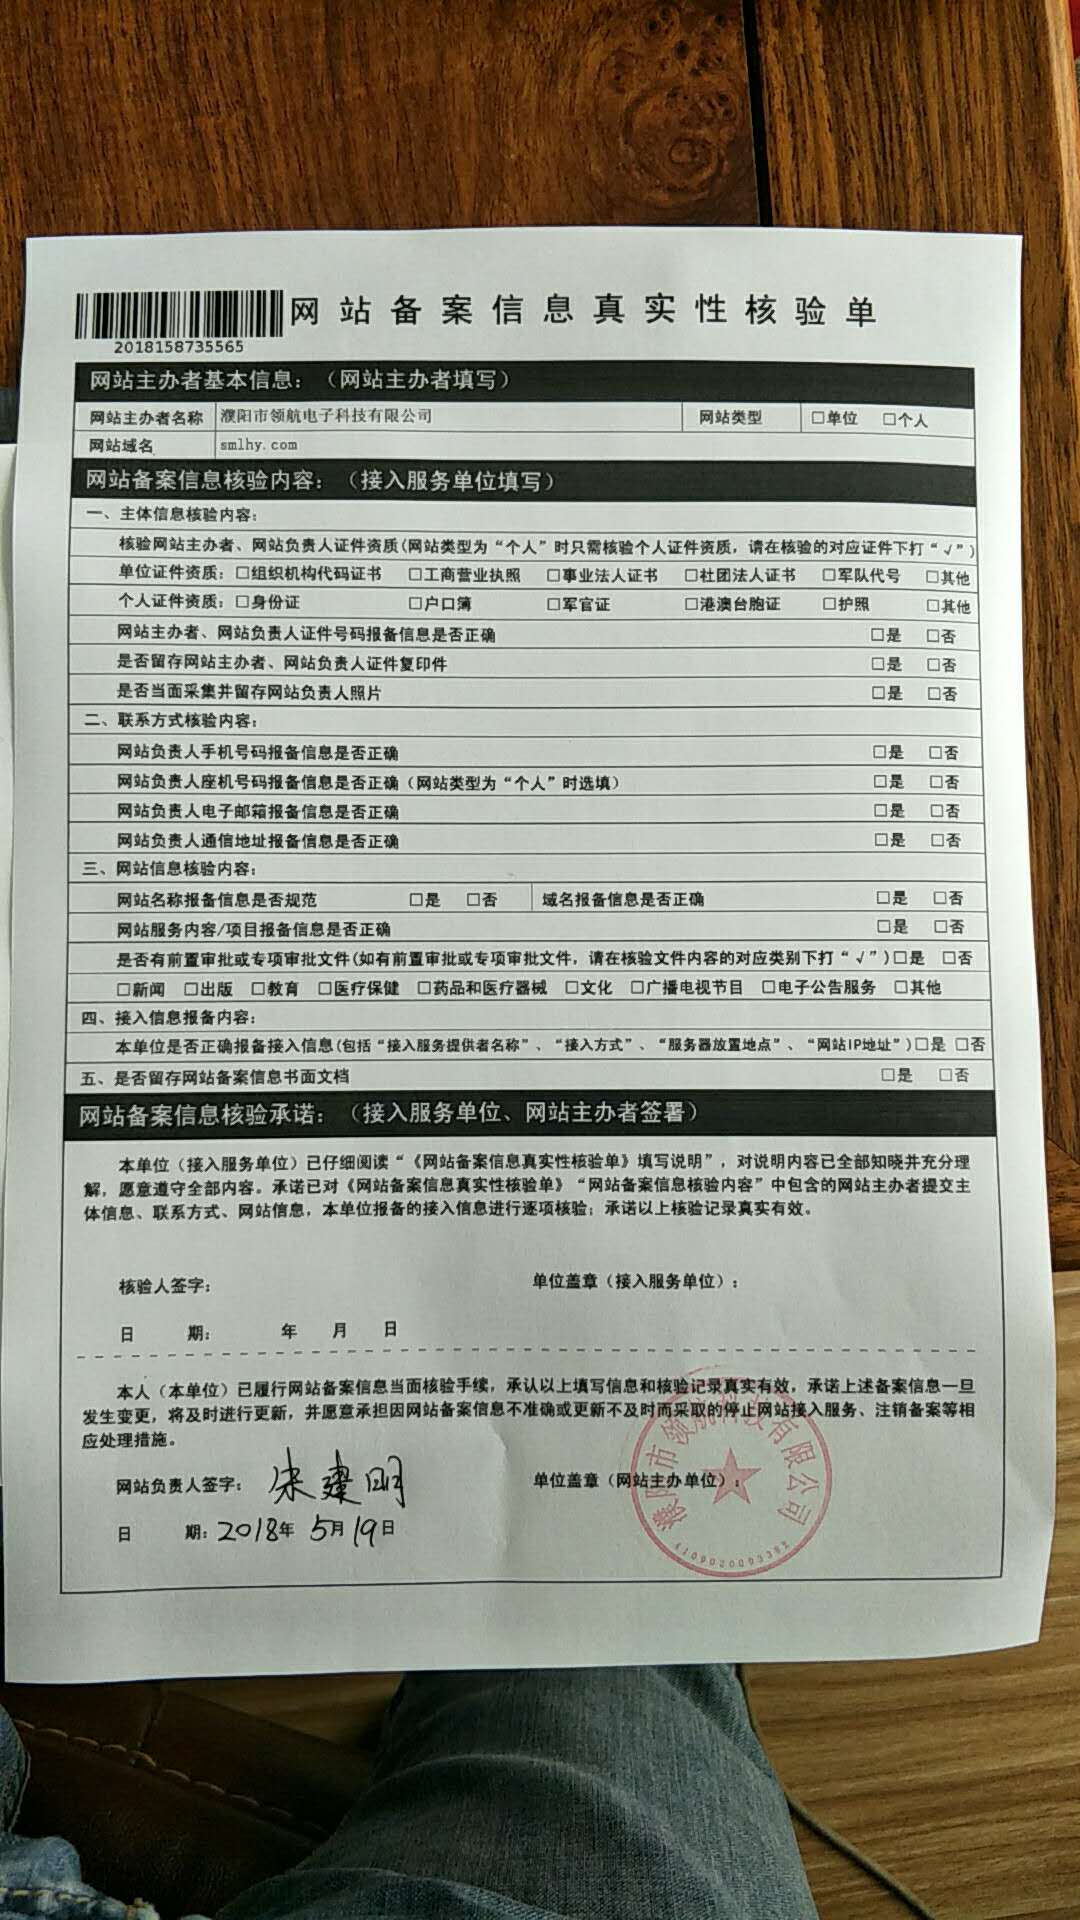 网站备案信息真实性核验单
2018158735565
网站主办者基本信息：（网站主办者填写）
网站主办者名称 濮阳市领航电子科技有限公司 网站类型 □单位 □个人
网站域名 smlhy.com
网站备案信息核验内容：（接入服务单位填写）
一、主体信息核验内容：
核验网站主办者、网站负责人证件资质(网站类型为“个人”时只需核验个人证件资质，请在核验的对应证件下打“√”)
单位证件资质：□组织机构代码证书 □工商营业执照 □事业法人证书 □社团法人证书 □军队代号 □其他
个人证件资质：□身份证 □户口簿 □军官证 □港澳台胞证 □护照 □其他
网站主办者、网站负责人证件号码报备信息是否正确 □是 □否
是否留存网站主办者、网站负责人证件复印件 □是 □否
是否当面采集并留存网站负责人照片 □是 □否
二、联系方式核验内容：
网站负责人手机号码报备信息是否正确 □是 □否
网站负责人座机号码报备信息是否正确（网站类型为“个人”时选填） □是 □否
网站负责人电子邮箱报备信息是否正确 □是 □否
网站负责人通信地址报备信息是否正确 □是 □否
三、网站信息核验内容：
网站名称报备信息是否规范 □是 □否 域名报备信息是否正确 □是 □否
网站服务内容/项目报备信息是否正确 □是 □否
是否有前置审批或专项审批文件(如有前置审批或专项审批文件，请在核验文件内容的对应类别下打“√”)□是 □否
□新闻 □出版 □教育 □医疗保健 □药品和医疗器械 □文化 □广播电视节目 □电子公告服务 □其他
四、接入信息报备内容：
本单位是否正确报备接入信息(包括“接入服务提供者名称”、“接入方式”、“服务器放置地点”、“网站IP地址”)□是 □否
五、是否留存网站备案信息书面文档 □是 □否
网站备案信息核验承诺：（接入服务单位、网站主办者签署）
本单位（接入服务单位）已仔细阅读“《网站备案信息真实性核验单》填写说明”，对说明内容已全部知晓并充分理
解，愿意遵守全部内容。承诺已对《网站备案信息真实性核验单》“网站备案信息核验内容”中包含的网站主办者提交主
体信息、联系方式、网站信息，本单位报备的接入信息进行逐项核验；承诺以上核验记录真实有效。
核验人签字： 单位盖章（接入服务单位）：
日 期： 年 月 日
本人（本单位）已履行网站备案信息当面核验手续，承认以上填写信息和核验记录真实有效，承诺上述备案信息一旦
发生变更，将及时进行更新，并愿意承担因网站备案信息不准确或更新不及时而采取的停止网站接入服务、注销备案等相
应处理措施。
网站负责人签字：朱建明 单位盖章（网站主办单位）：
日 期：2018年 5月19日
濮阳市领航科技有限公司